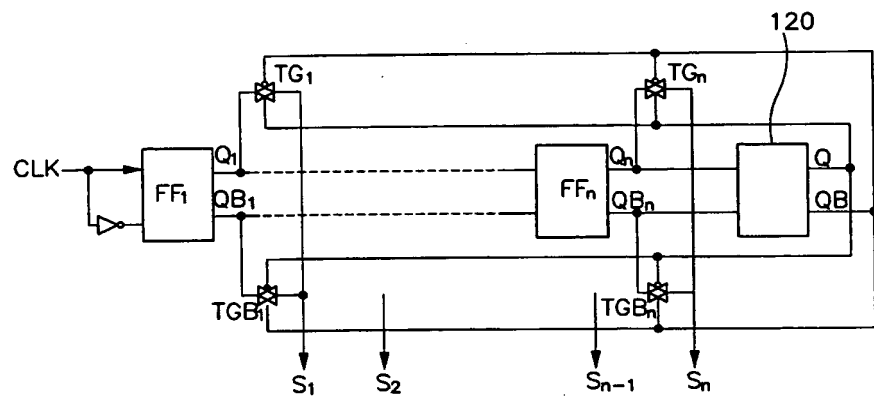 120
TG₁
TGₙ
CLK
FF₁
Q₁
QB₁
FFₙ
Qₙ
QBₙ
Q
QB
TGB₁
TGBₙ
S₁
S₂
Sₙ₋₁
Sₙ